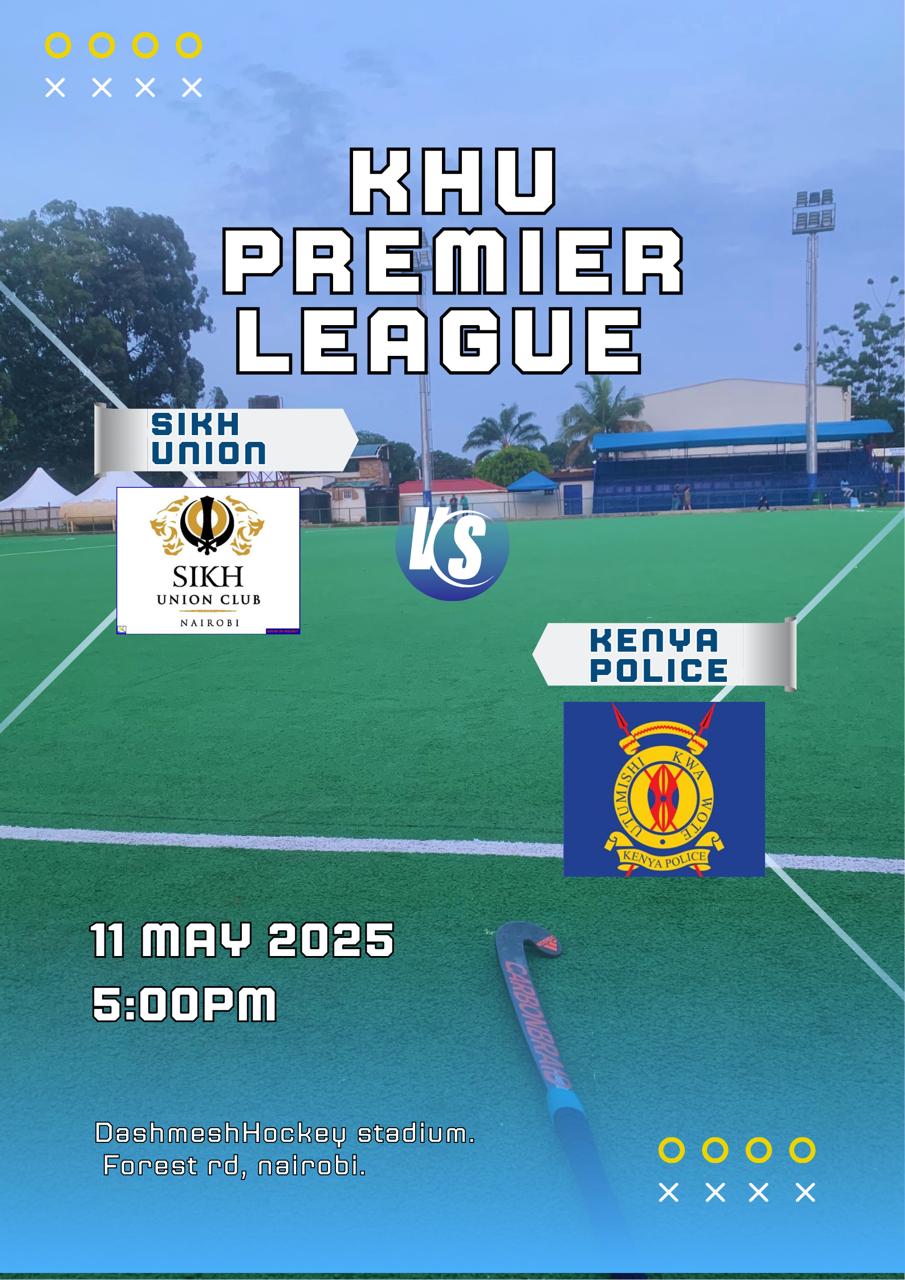 KHU
PREMIER
LEAGUE
SIKH
UNION
SIKH
UNION CLUB
NAIROBI
VS
KENYA
POLICE
UTUMISHI KWA WOTE
KENYA POLICE
11 MAY 2025
5:00PM
DashmeshHockey stadium.
Forest rd, nairobi.